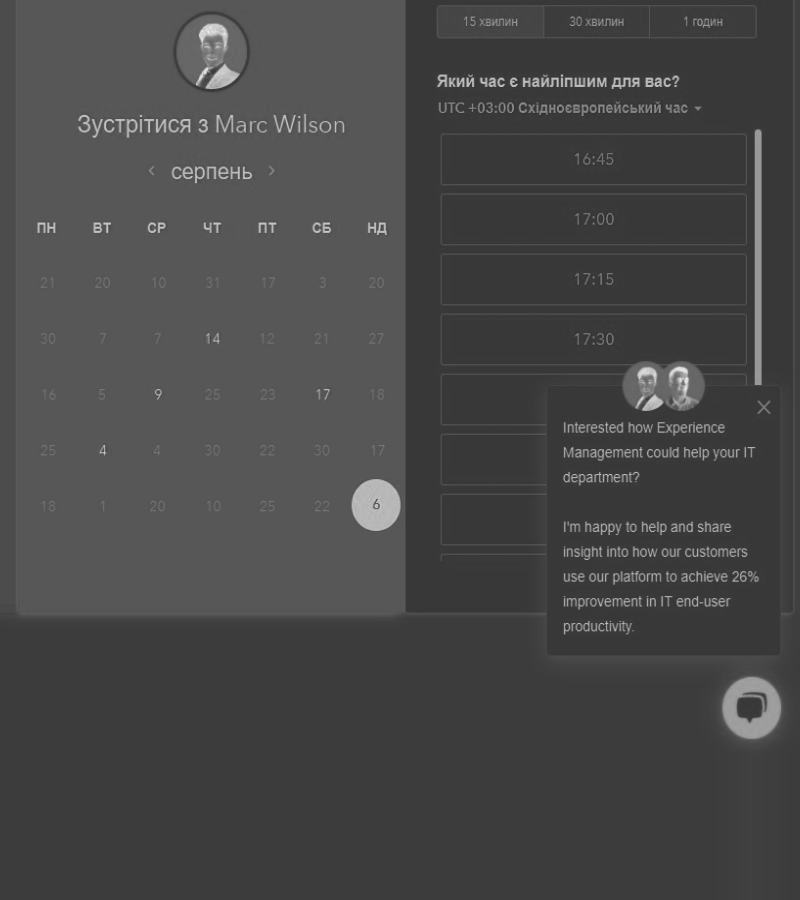 Зустрітися з Marc Wilson
серпень
ПН ВТ СР ЧТ ПТ СБ НД
21 20 10 31 17 3 20
30 7 7 14 12 21 27
16 5 9 25 23 17 18
25 4 4 30 22 30 17
18 1 20 10 25 22 6
15 хвилин 30 хвилин 1 годин
Який час є найліпшим для вас?
UTC +03:00 Східноєвропейський час
16:45
17:00
17:15
17:30
Interested how Experience
Management could help your IT
department?
I'm happy to help and share
insight into how our customers
use our platform to achieve 26%
improvement in IT end-user
productivity.